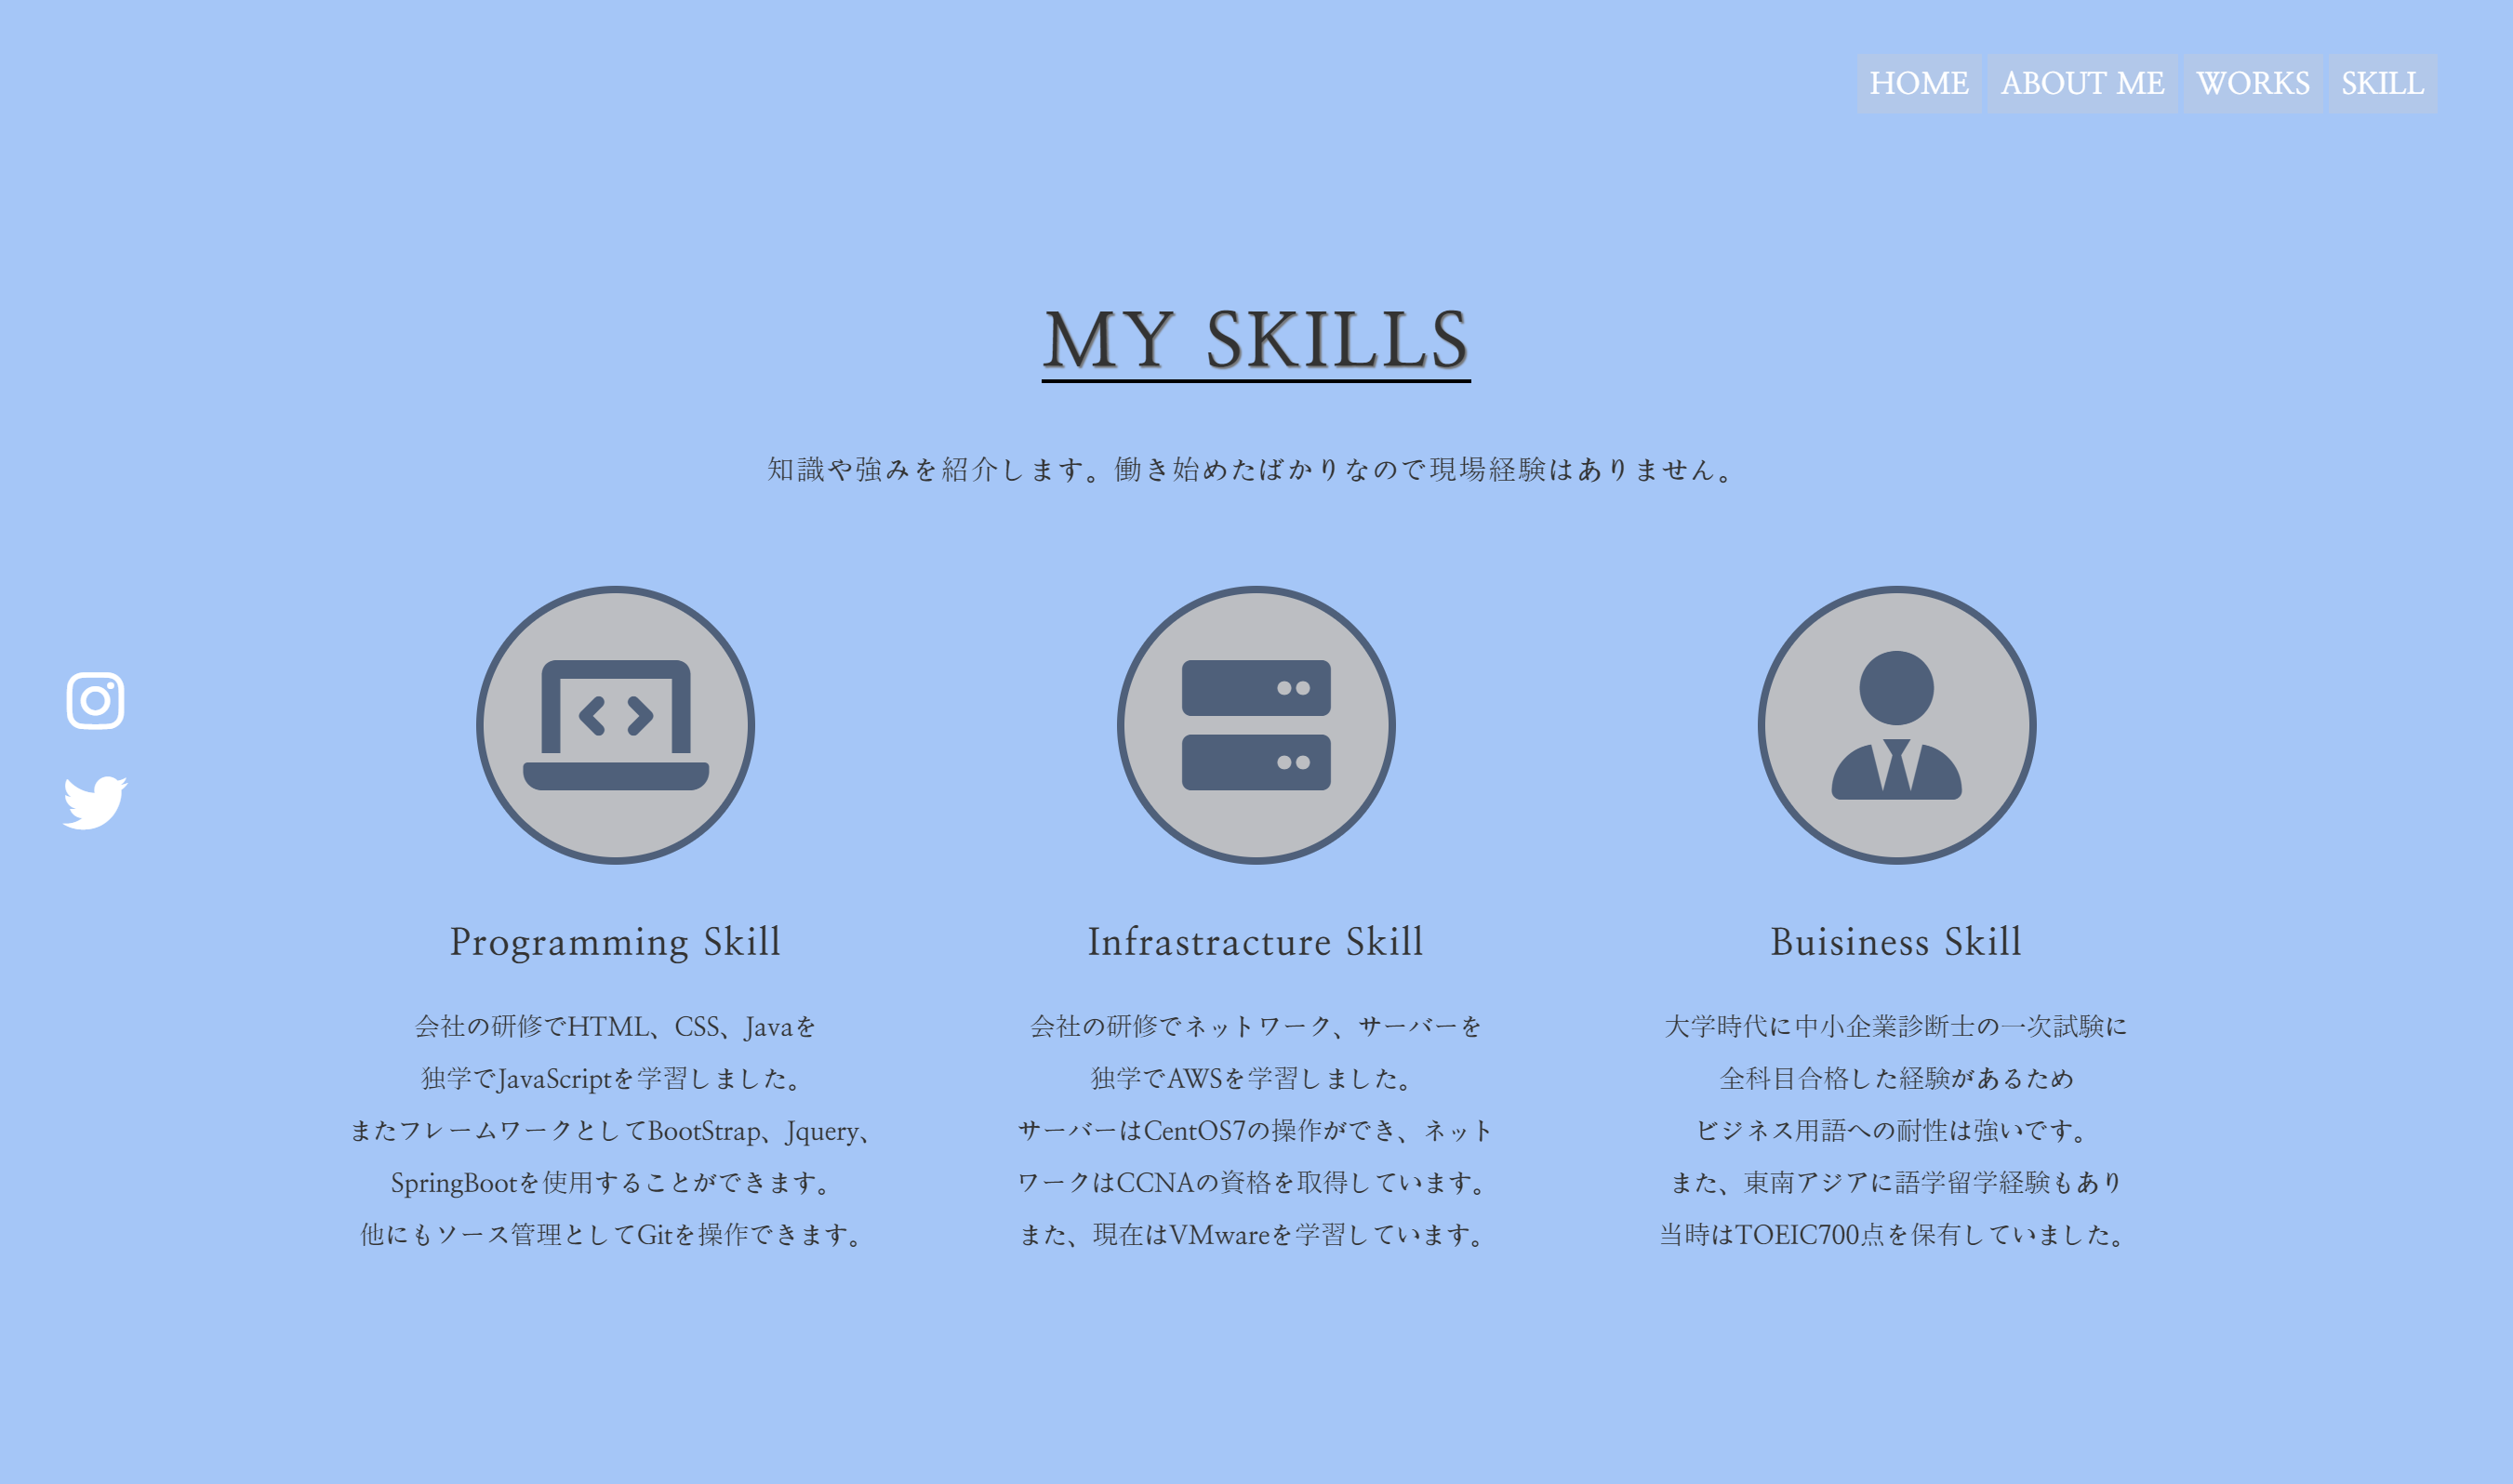 HOME ABOUT ME WORKS SKILL
MY SKILLS
知識や強みを紹介します。働き始めたばかりなので現場経験はありません。
Programming Skill
会社の研修でHTML、CSS、Javaを
独学でJavaScriptを学習しました。
またフレームワークとしてBootStrap、Jquery、
SpringBootを使用することができます。
他にもソース管理としてGitを操作できます。
Infrastracture Skill
会社の研修でネットワーク、サーバーを
独学でAWSを学習しました。
サーバーはCentOS7の操作ができ、ネット
ワークはCCNAの資格を取得しています。
また、現在はVMwareを学習しています。
Buisiness Skill
大学時代に中小企業診断士の一次試験に
全科目合格した経験があるため
ビジネス用語への耐性は強いです。
また、東南アジアに語学留学経験もあり
当時はTOEIC700点を保有していました。